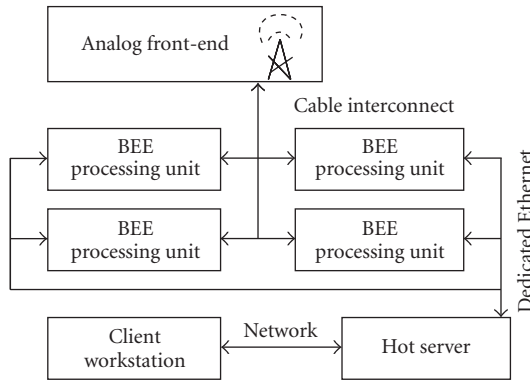 Analog front-end
Cable interconnect
BEE
processing unit
BEE
processing unit
BEE
processing unit
BEE
processing unit
Dedicated Ethernet
Client
workstation
Network
Hot server